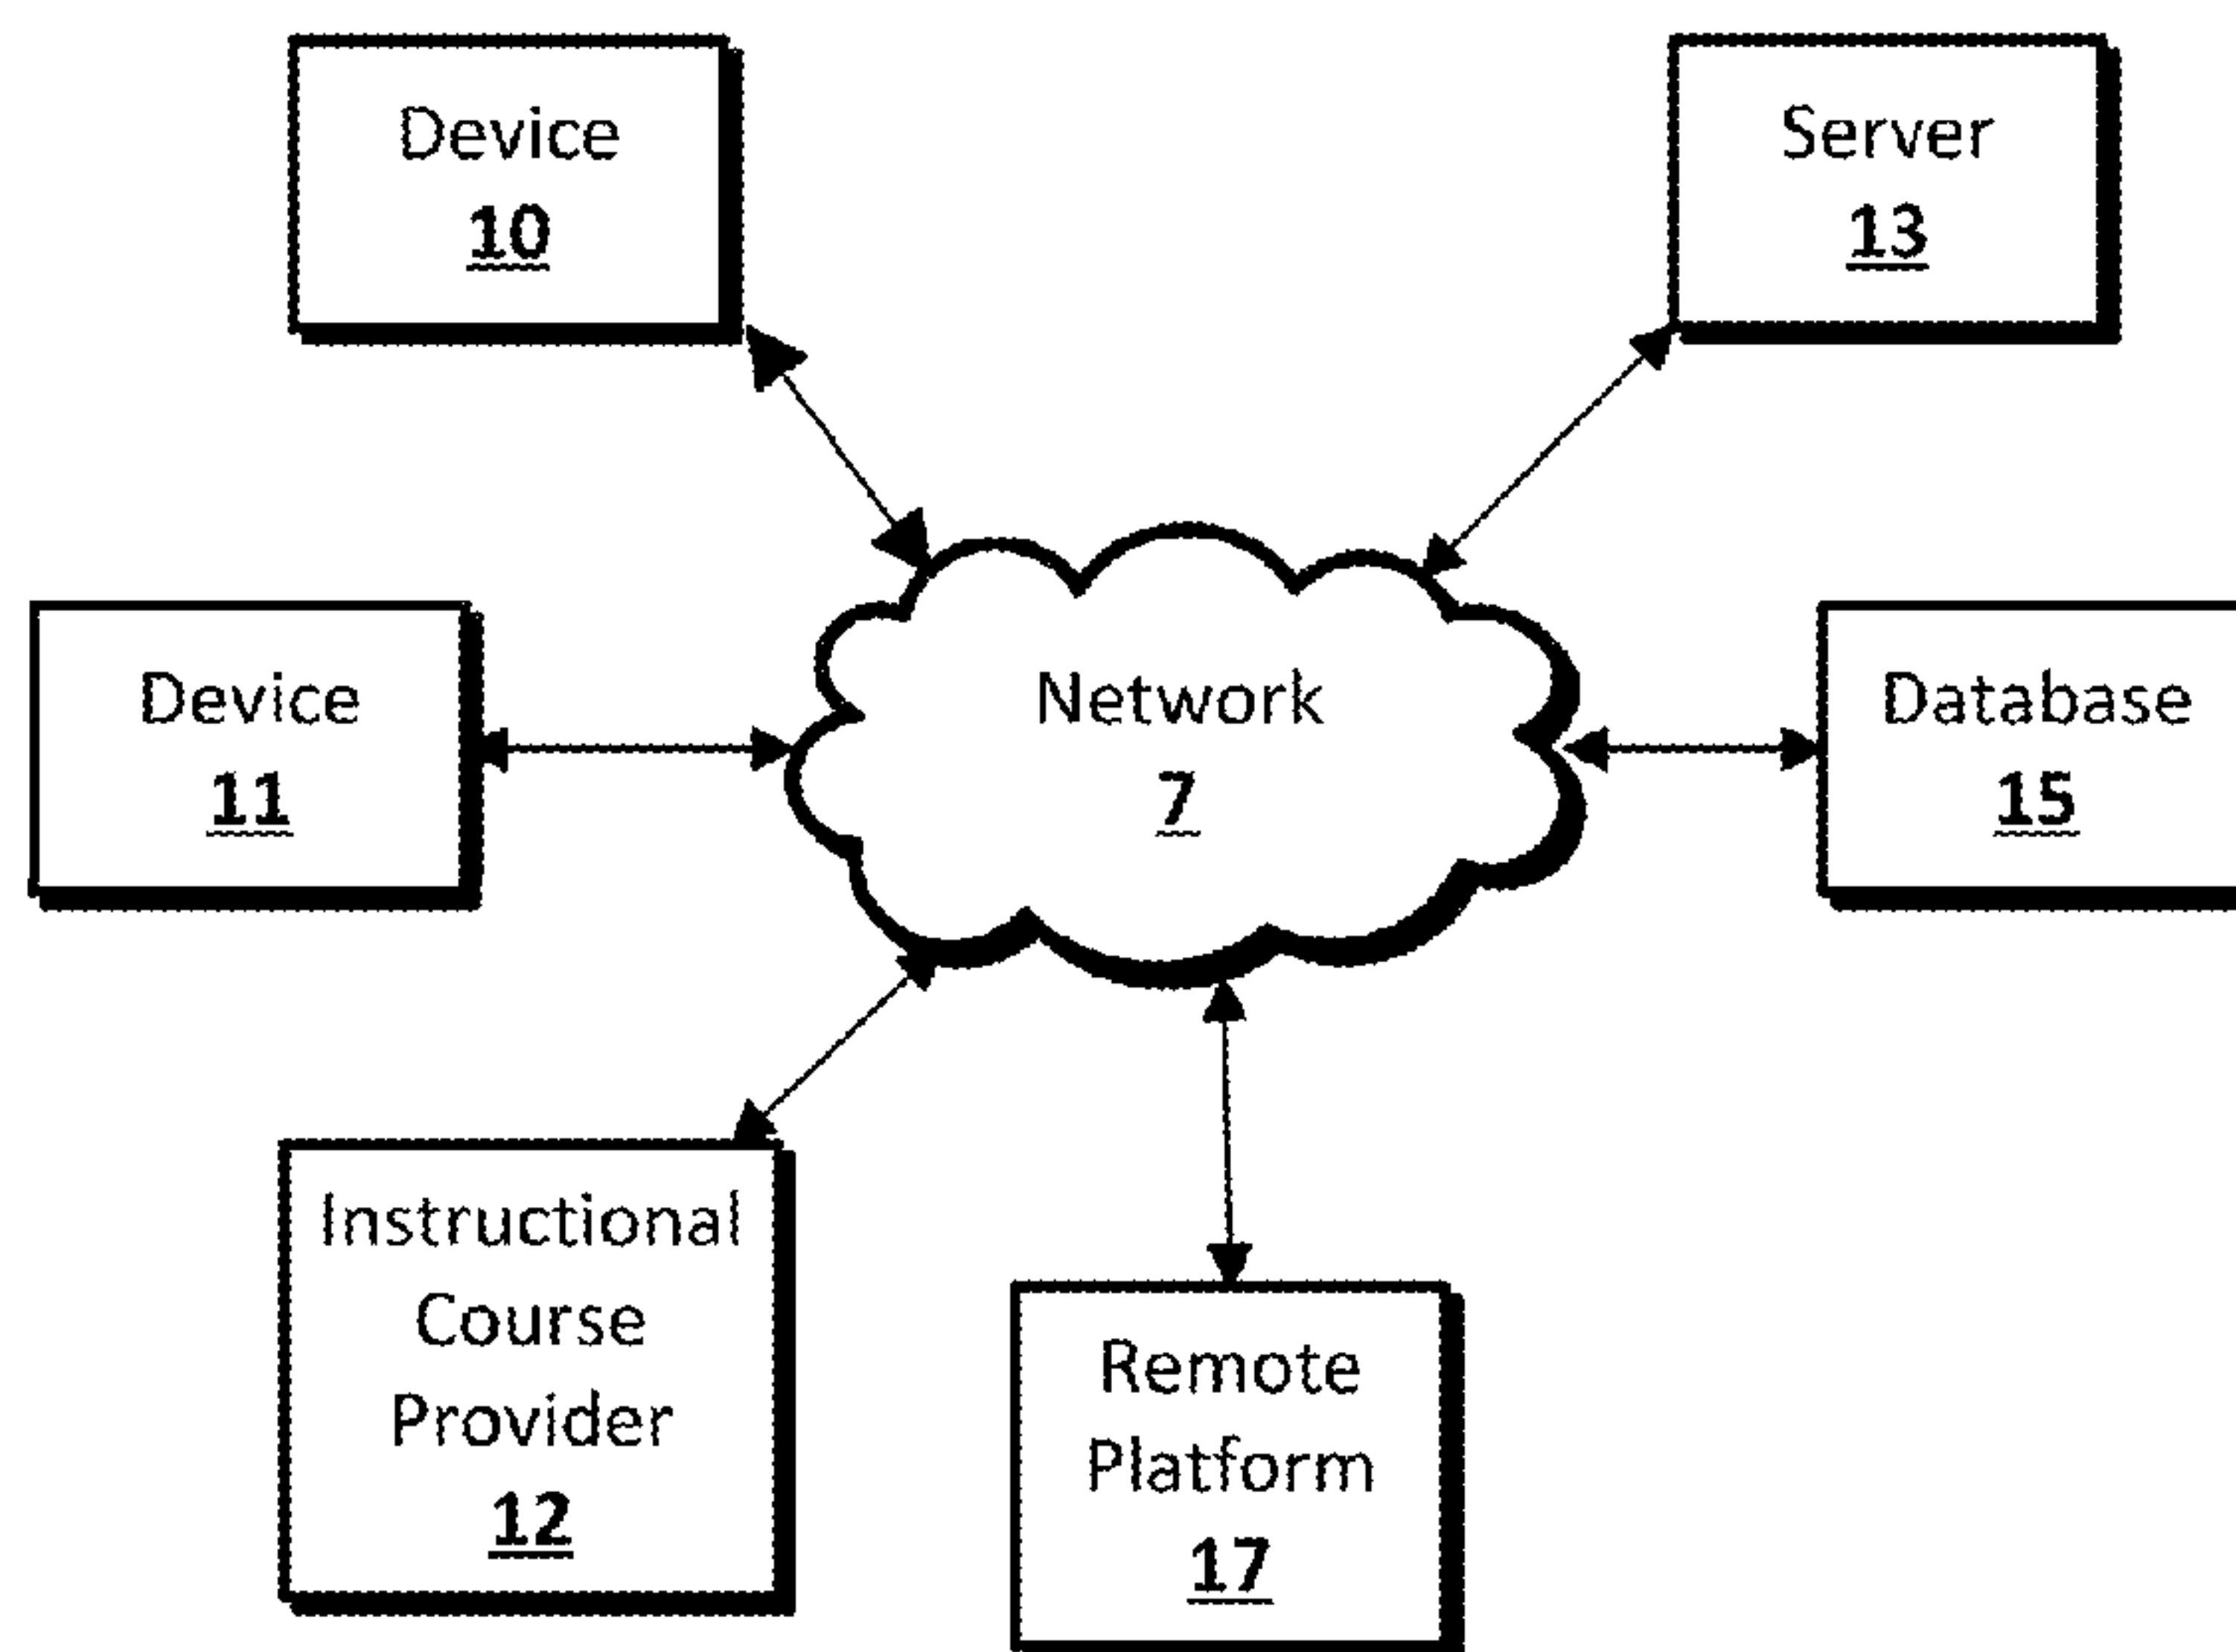 Device
10
Server
13
Device
11
Network
7
Database
15
Instructional
Course
Provider
12
Remote
Platform
17